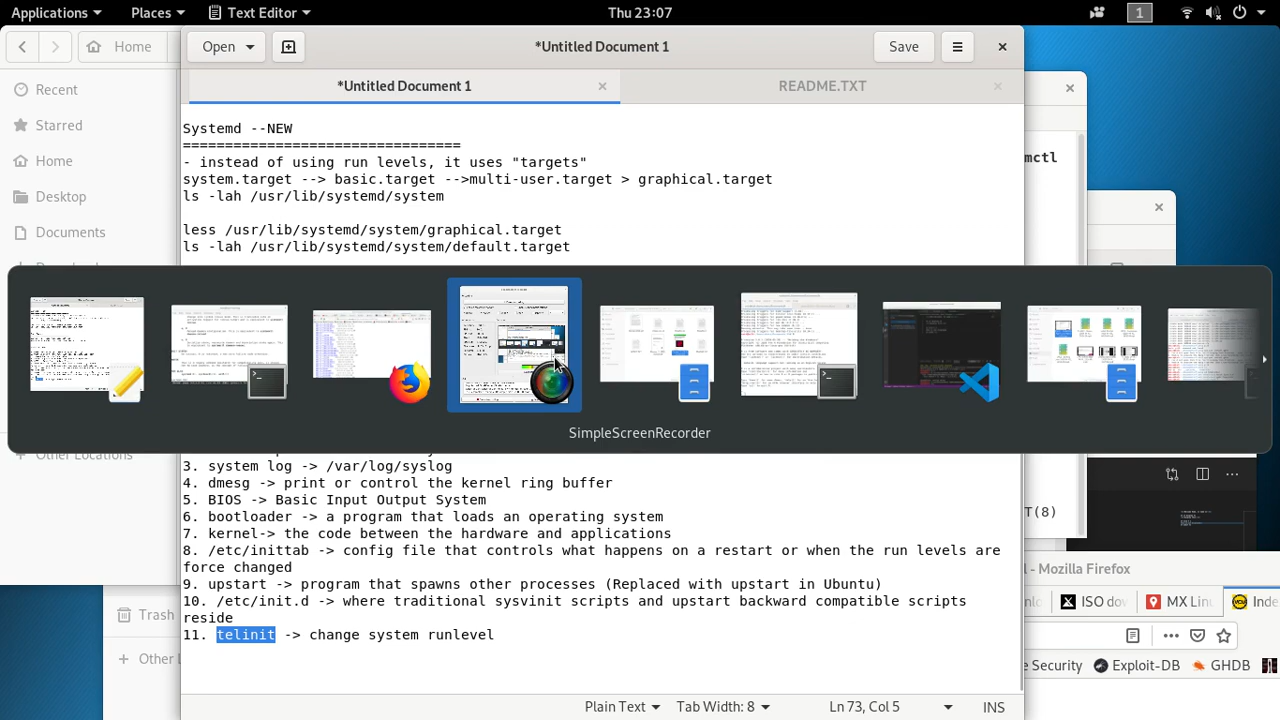 Applications Places Text Editor Thu 23:07 1
Home Open *Untitled Document 1 Save
*Untitled Document 1 README.TXT
Recent
Starred
Home
Desktop
Documents
Systemd --NEW
=================================
- instead of using run levels, it uses "targets"
system.target --> basic.target -->multi-user.target > graphical.target
ls -lah /usr/lib/systemd/system
less /usr/lib/systemd/system/graphical.target
ls -lah /usr/lib/systemd/system/default.target
mctl
SimpleScreenRecorder
Other Locations
3. system log -> /var/log/syslog
4. dmesg -> print or control the kernel ring buffer
5. BIOS -> Basic Input Output System
6. bootloader -> a program that loads an operating system
7. kernel-> the code between the hardware and applications
8. /etc/inittab -> config file that controls what happens on a restart or when the run levels are
force changed
9. upstart -> program that spawns other processes (Replaced with upstart in Ubuntu)
10. /etc/init.d -> where traditional sysvinit scripts and upstart backward compatible scripts
reside
11. telinit -> change system runlevel
T(8)
l - Mozilla Firefox
ISO dov MX Linu Inde
e Security Exploit-DB GHDB
Trash
Other L
Plain Text Tab Width: 8 Ln 73, Col 5 INS